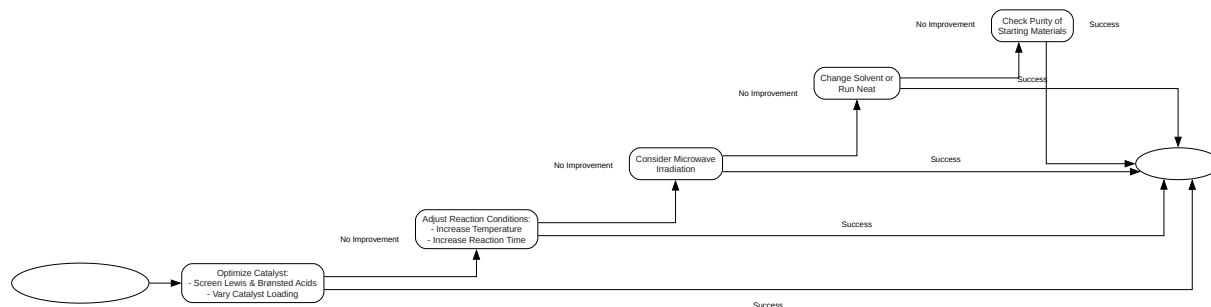 Check Purity of
Starting Materials
No Improvement
Success
Change Solvent or
Run Neat
No Improvement
Success
Consider Microwave
Irradiation
No Improvement
Success
Adjust Reaction Conditions:
- Increase Temperature
- Increase Reaction Time
No Improvement
Success
Optimize Catalyst:
- Screen Lewis & Brønsted Acids
- Vary Catalyst Loading
Success